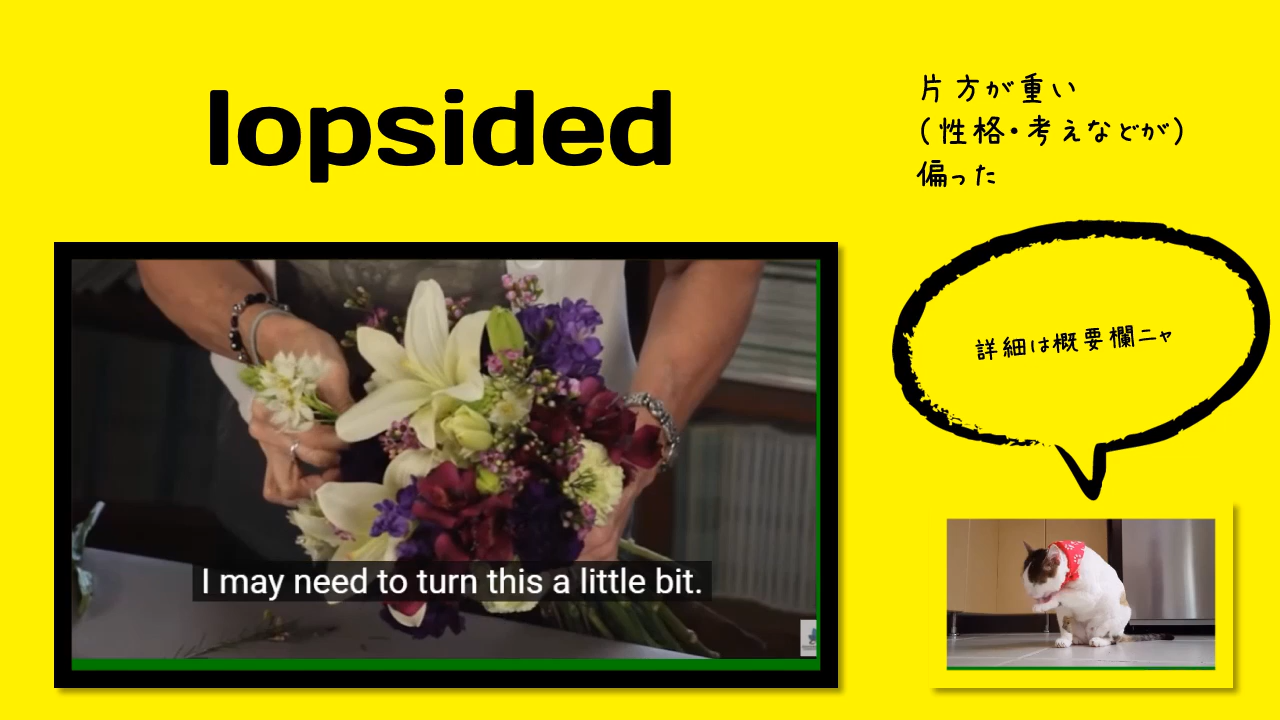 lopsided
片方が重い
(性格・考えなどが)
偏った
詳細は概要欄ニャ
I may need to turn this a little bit.